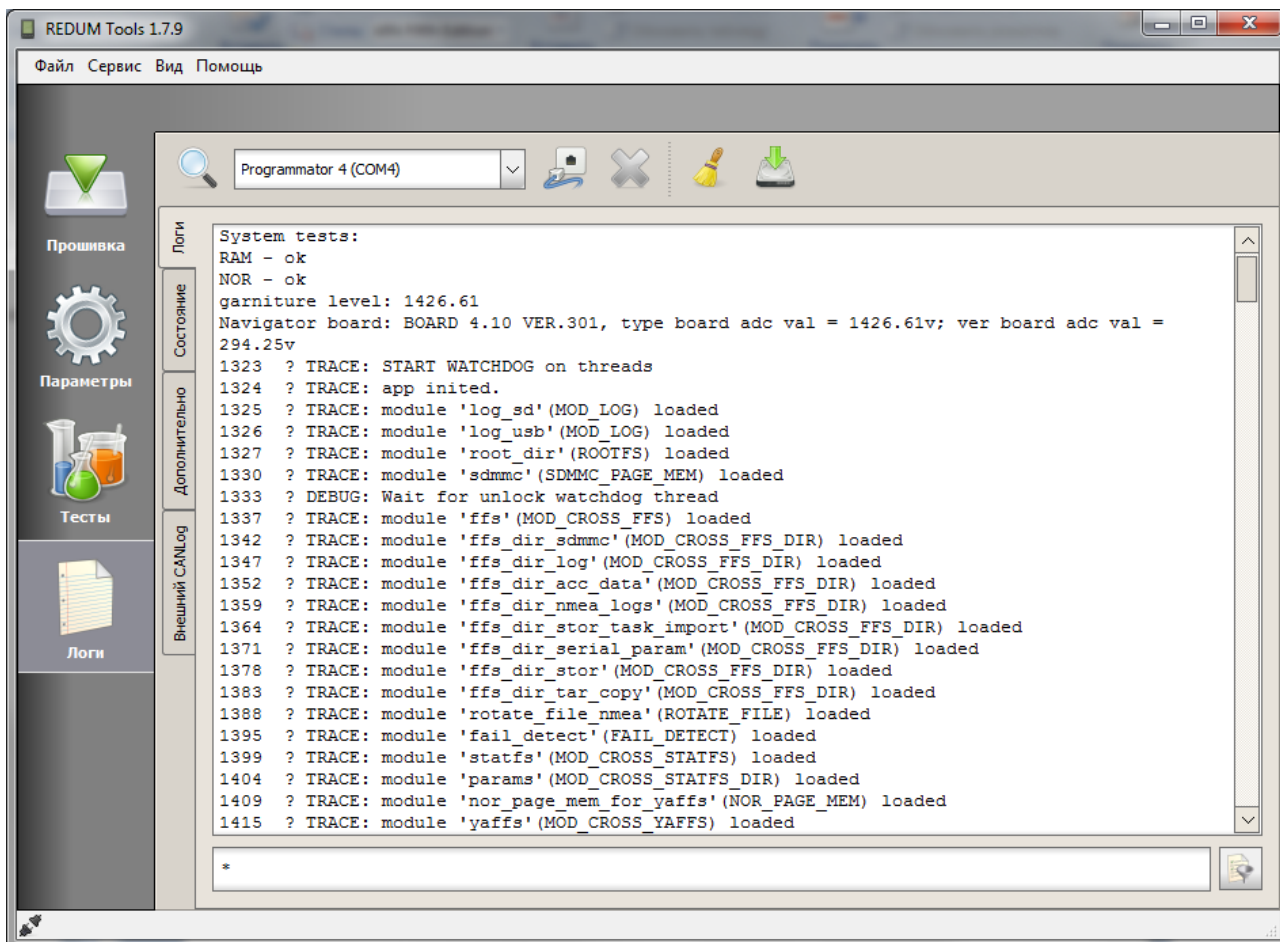 REDUM Tools 1.7.9
Файл Сервис Вид Помощь
Programmator 4 (COM4)
Прошивка
Параметры
Тесты
Логи
Логи
Состояние
Дополнительно
Внешний CANLog
System tests:
RAM - ok
NOR - ok
garniture level: 1426.61
Navigator board: BOARD 4.10 VER.301, type board adc val = 1426.61v; ver board adc val =
294.25v
1323 ? TRACE: START WATCHDOG on threads
1324 ? TRACE: app inited.
1325 ? TRACE: module 'log_sd'(MOD_LOG) loaded
1326 ? TRACE: module 'log_usb'(MOD_LOG) loaded
1327 ? TRACE: module 'root_dir'(ROOTFS) loaded
1330 ? TRACE: module 'sdmmc'(SDMMC_PAGE_MEM) loaded
1333 ? DEBUG: Wait for unlock watchdog thread
1337 ? TRACE: module 'ffs'(MOD_CROSS_FFS) loaded
1342 ? TRACE: module 'ffs_dir_sdmmc'(MOD_CROSS_FFS_DIR) loaded
1347 ? TRACE: module 'ffs_dir_log'(MOD_CROSS_FFS_DIR) loaded
1352 ? TRACE: module 'ffs_dir_acc_data'(MOD_CROSS_FFS_DIR) loaded
1359 ? TRACE: module 'ffs_dir_nmea_logs'(MOD_CROSS_FFS_DIR) loaded
1364 ? TRACE: module 'ffs_dir_stor_task_import'(MOD_CROSS_FFS_DIR) loaded
1371 ? TRACE: module 'ffs_dir_serial_param'(MOD_CROSS_FFS_DIR) loaded
1378 ? TRACE: module 'ffs_dir_stor'(MOD_CROSS_FFS_DIR) loaded
1383 ? TRACE: module 'ffs_dir_tar_copy'(MOD_CROSS_FFS_DIR) loaded
1388 ? TRACE: module 'rotate_file_nmea'(ROTATE_FILE) loaded
1395 ? TRACE: module 'fail_detect'(FAIL_DETECT) loaded
1399 ? TRACE: module 'statfs'(MOD_CROSS_STATFS) loaded
1404 ? TRACE: module 'params'(MOD_CROSS_STATFS_DIR) loaded
1409 ? TRACE: module 'nor_page_mem_for_yaffs'(NOR_PAGE_MEM) loaded
1415 ? TRACE: module 'yaffs'(MOD_CROSS_YAFFS) loaded
*